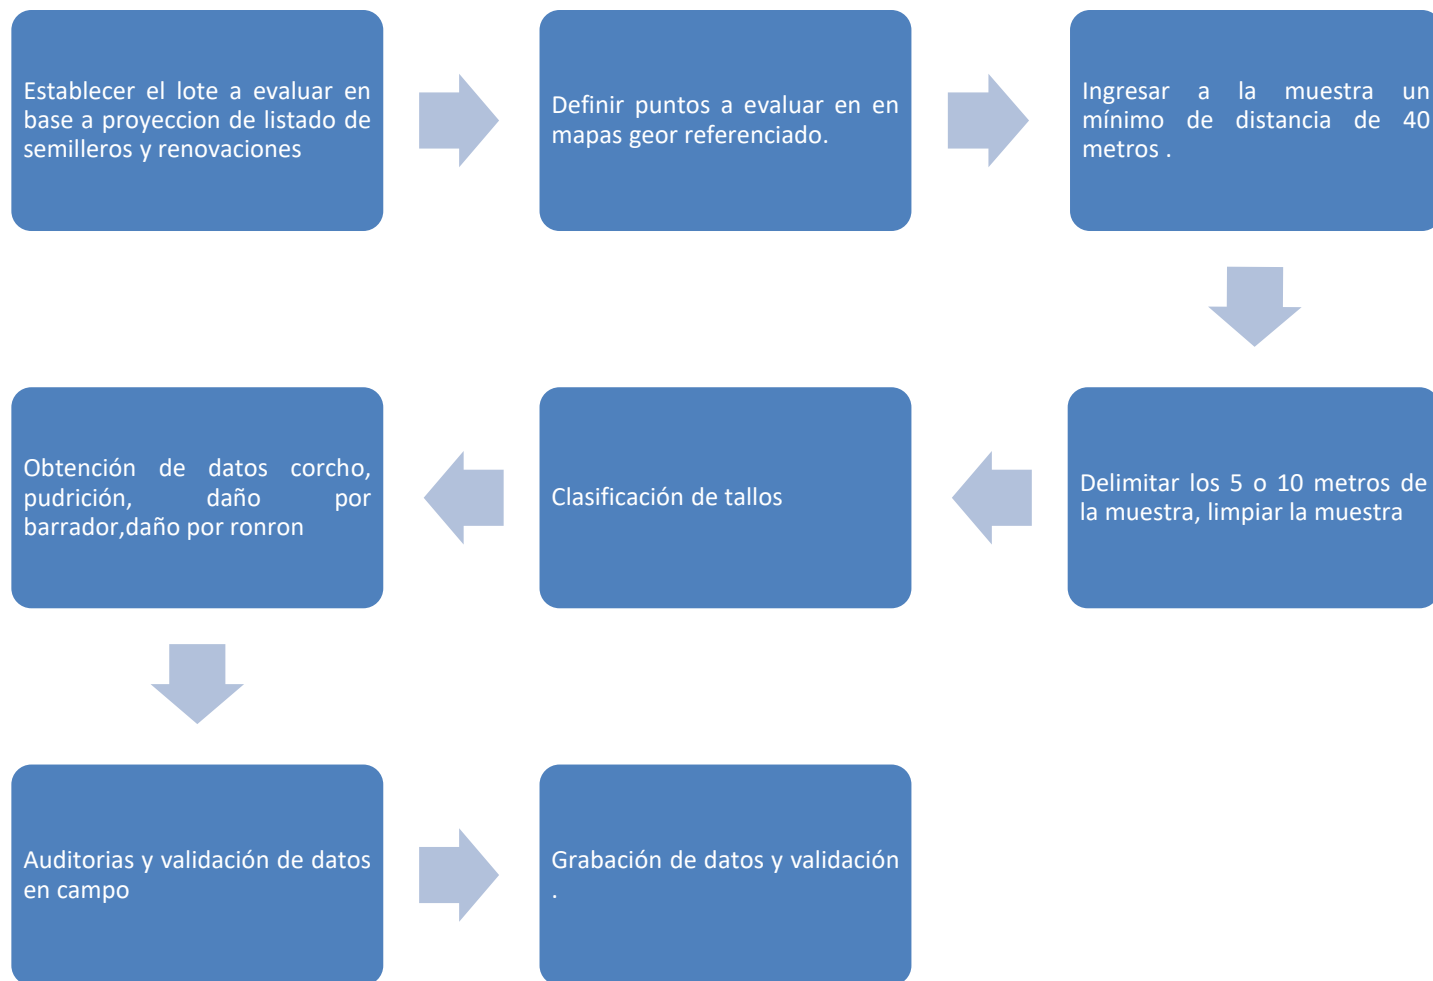 Establecer el lote a evaluar en
base a proyeccion de listado de
semilleros y renovaciones
Definir puntos a evaluar en en
mapas geor referenciado.
Ingresar a la muestra un
mínimo de distancia de 40
metros .
Delimitar los 5 o 10 metros de
la muestra, limpiar la muestra
Clasificación de tallos
Obtención de datos corcho,
pudrición, daño por
barrador,daño por ronron
Auditorias y validación de datos
en campo
Grabación de datos y validación
.